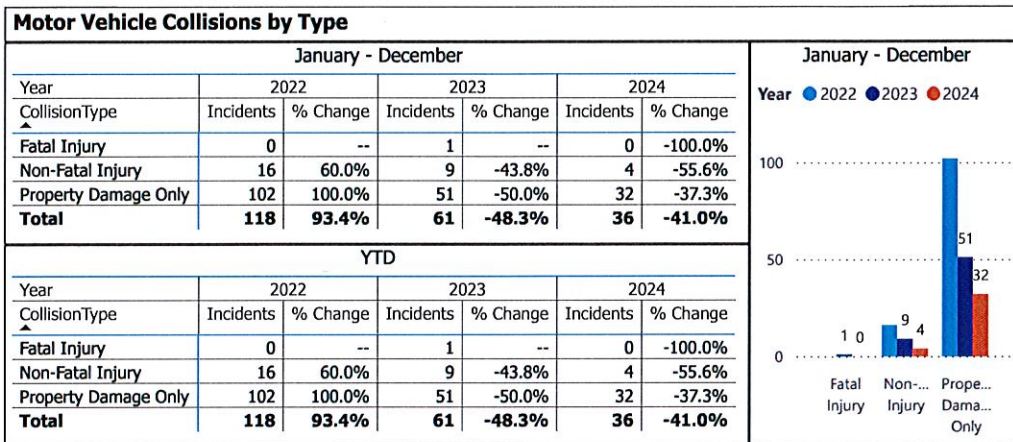 Motor Vehicle Collisions by Type
January - December
Year 2022 2023 2024
CollisionType Incidents % Change Incidents % Change Incidents % Change
Fatal Injury 0 -- 1 -- 0 -100.0%
Non-Fatal Injury 16 60.0% 9 -43.8% 4 -55.6%
Property Damage Only 102 100.0% 51 -50.0% 32 -37.3%
Total 118 93.4% 61 -48.3% 36 -41.0%
YTD
Year 2022 2023 2024
CollisionType Incidents % Change Incidents % Change Incidents % Change
Fatal Injury 0 -- 1 -- 0 -100.0%
Non-Fatal Injury 16 60.0% 9 -43.8% 4 -55.6%
Property Damage Only 102 100.0% 51 -50.0% 32 -37.3%
Total 118 93.4% 61 -48.3% 36 -41.0%
January - December
Year 2022 2023 2024
100
51
50
32
9
1 0 4
0
Fatal Non-... Prope...
Injury Injury Dama...
Only